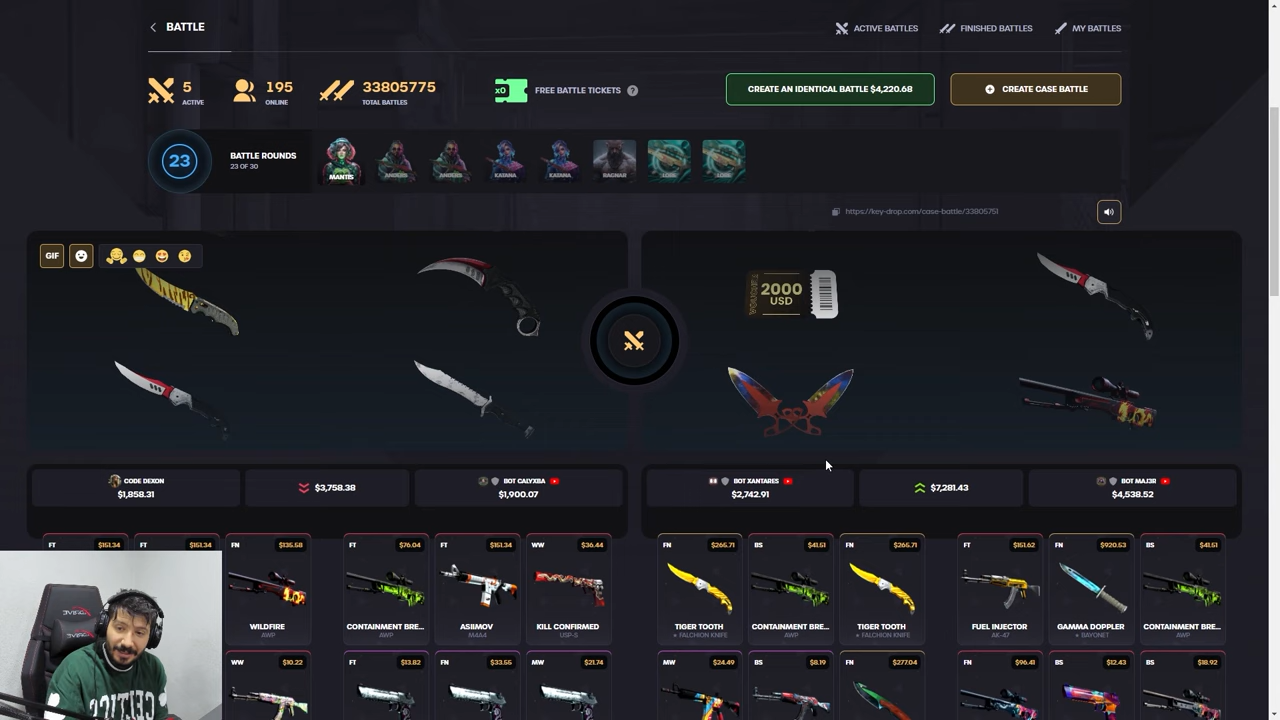 BATTLE
ACTIVE BATTLES
FINISHED BATTLES
MY BATTLES
5
ACTIVE
195
ONLINE
33805775
TOTAL BATTLES
x0
FREE BATTLE TICKETS ?
CREATE AN IDENTICAL BATTLE $4,220.68
CREATE CASE BATTLE
23
BATTLE ROUNDS
23 OF 30
MANTIS
KATANA
KATANA
RAGNAR
LORE
LORE
https://key-drop.com/case-battle/33805751
GIF
2000
USD
CODE DEXON
$1,858.31
$3,758.38
BOT CALYXBA
$1,900.07
BOT XANTARES
$2,742.91
$7,281.43
BOT MAJ3R
$4,538.52
FT $151.34
FT $151.34
FN $135.58
WILDFIRE
AWP
FT $76.04
CONTAINMENT BRE...
AWP
FT $151.34
ASIIMOV
M4A4
WW $36.44
KILL CONFIRMED
USP-S
FN $265.71
TIGER TOOTH
★ FALCHION KNIFE
BS $41.51
CONTAINMENT BRE...
AWP
FN $265.71
TIGER TOOTH
★ FALCHION KNIFE
FT $151.62
FUEL INJECTOR
AK-47
FN $920.53
GAMMA DOPPLER
★ BAYONET
BS $41.51
CONTAINMENT BRE...
AWP
WW $10.22
FT $13.82
FN $33.55
MW $21.74
MW $24.49
BS $8.19
FN $277.04
FN $96.41
BS $12.43
BS $18.92